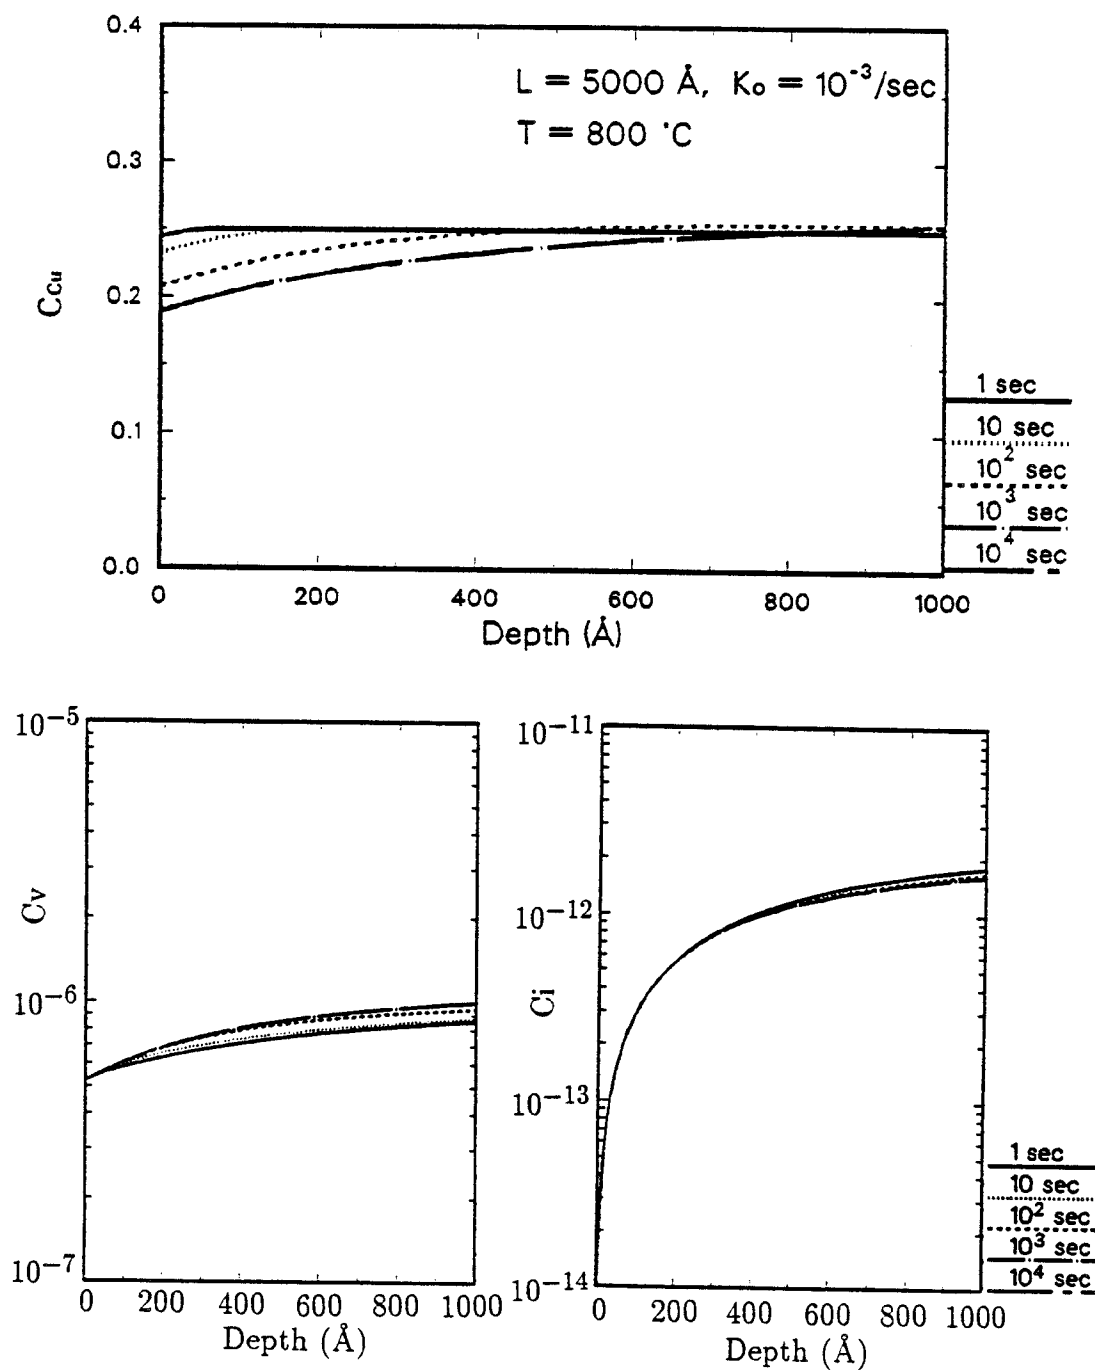 0.4
L = 5000 Å, Ko = 10⁻³/sec
T = 800 °C
0.3
0.2
0.1
0.0
C_Cu
0 200 400 600 800 1000
Depth (Å)
1 sec
10 sec
10² sec
10³ sec
10⁴ sec
10⁻⁵
10⁻⁶
10⁻⁷
Cv
0 200 400 600 800 1000
Depth (Å)
10⁻¹¹
10⁻¹²
10⁻¹³
10⁻¹⁴
Ci
0 200 400 600 800 1000
Depth (Å)
1 sec
10 sec
10² sec
10³ sec
10⁴ sec